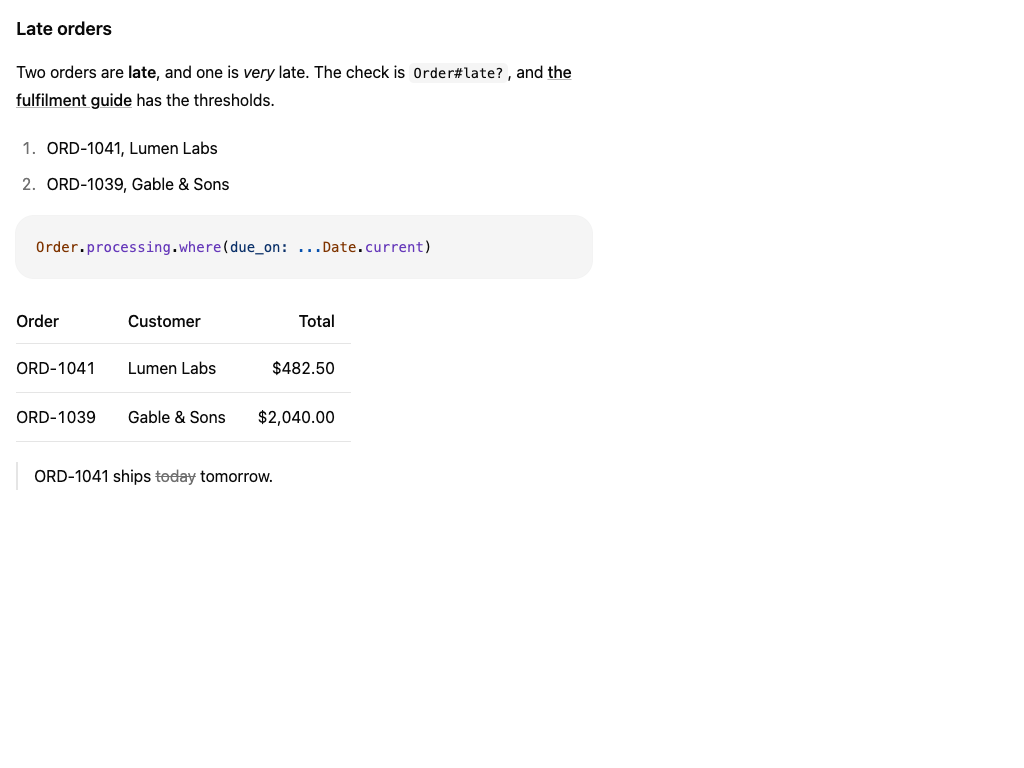 Late orders
Two orders are late, and one is very late. The check is Order#late?, and the
fulfilment guide has the thresholds.
1. ORD-1041, Lumen Labs
2. ORD-1039, Gable & Sons
Order.processing.where(due_on: ...Date.current)
Order Customer Total
ORD-1041 Lumen Labs $482.50
ORD-1039 Gable & Sons $2,040.00
ORD-1041 ships today tomorrow.